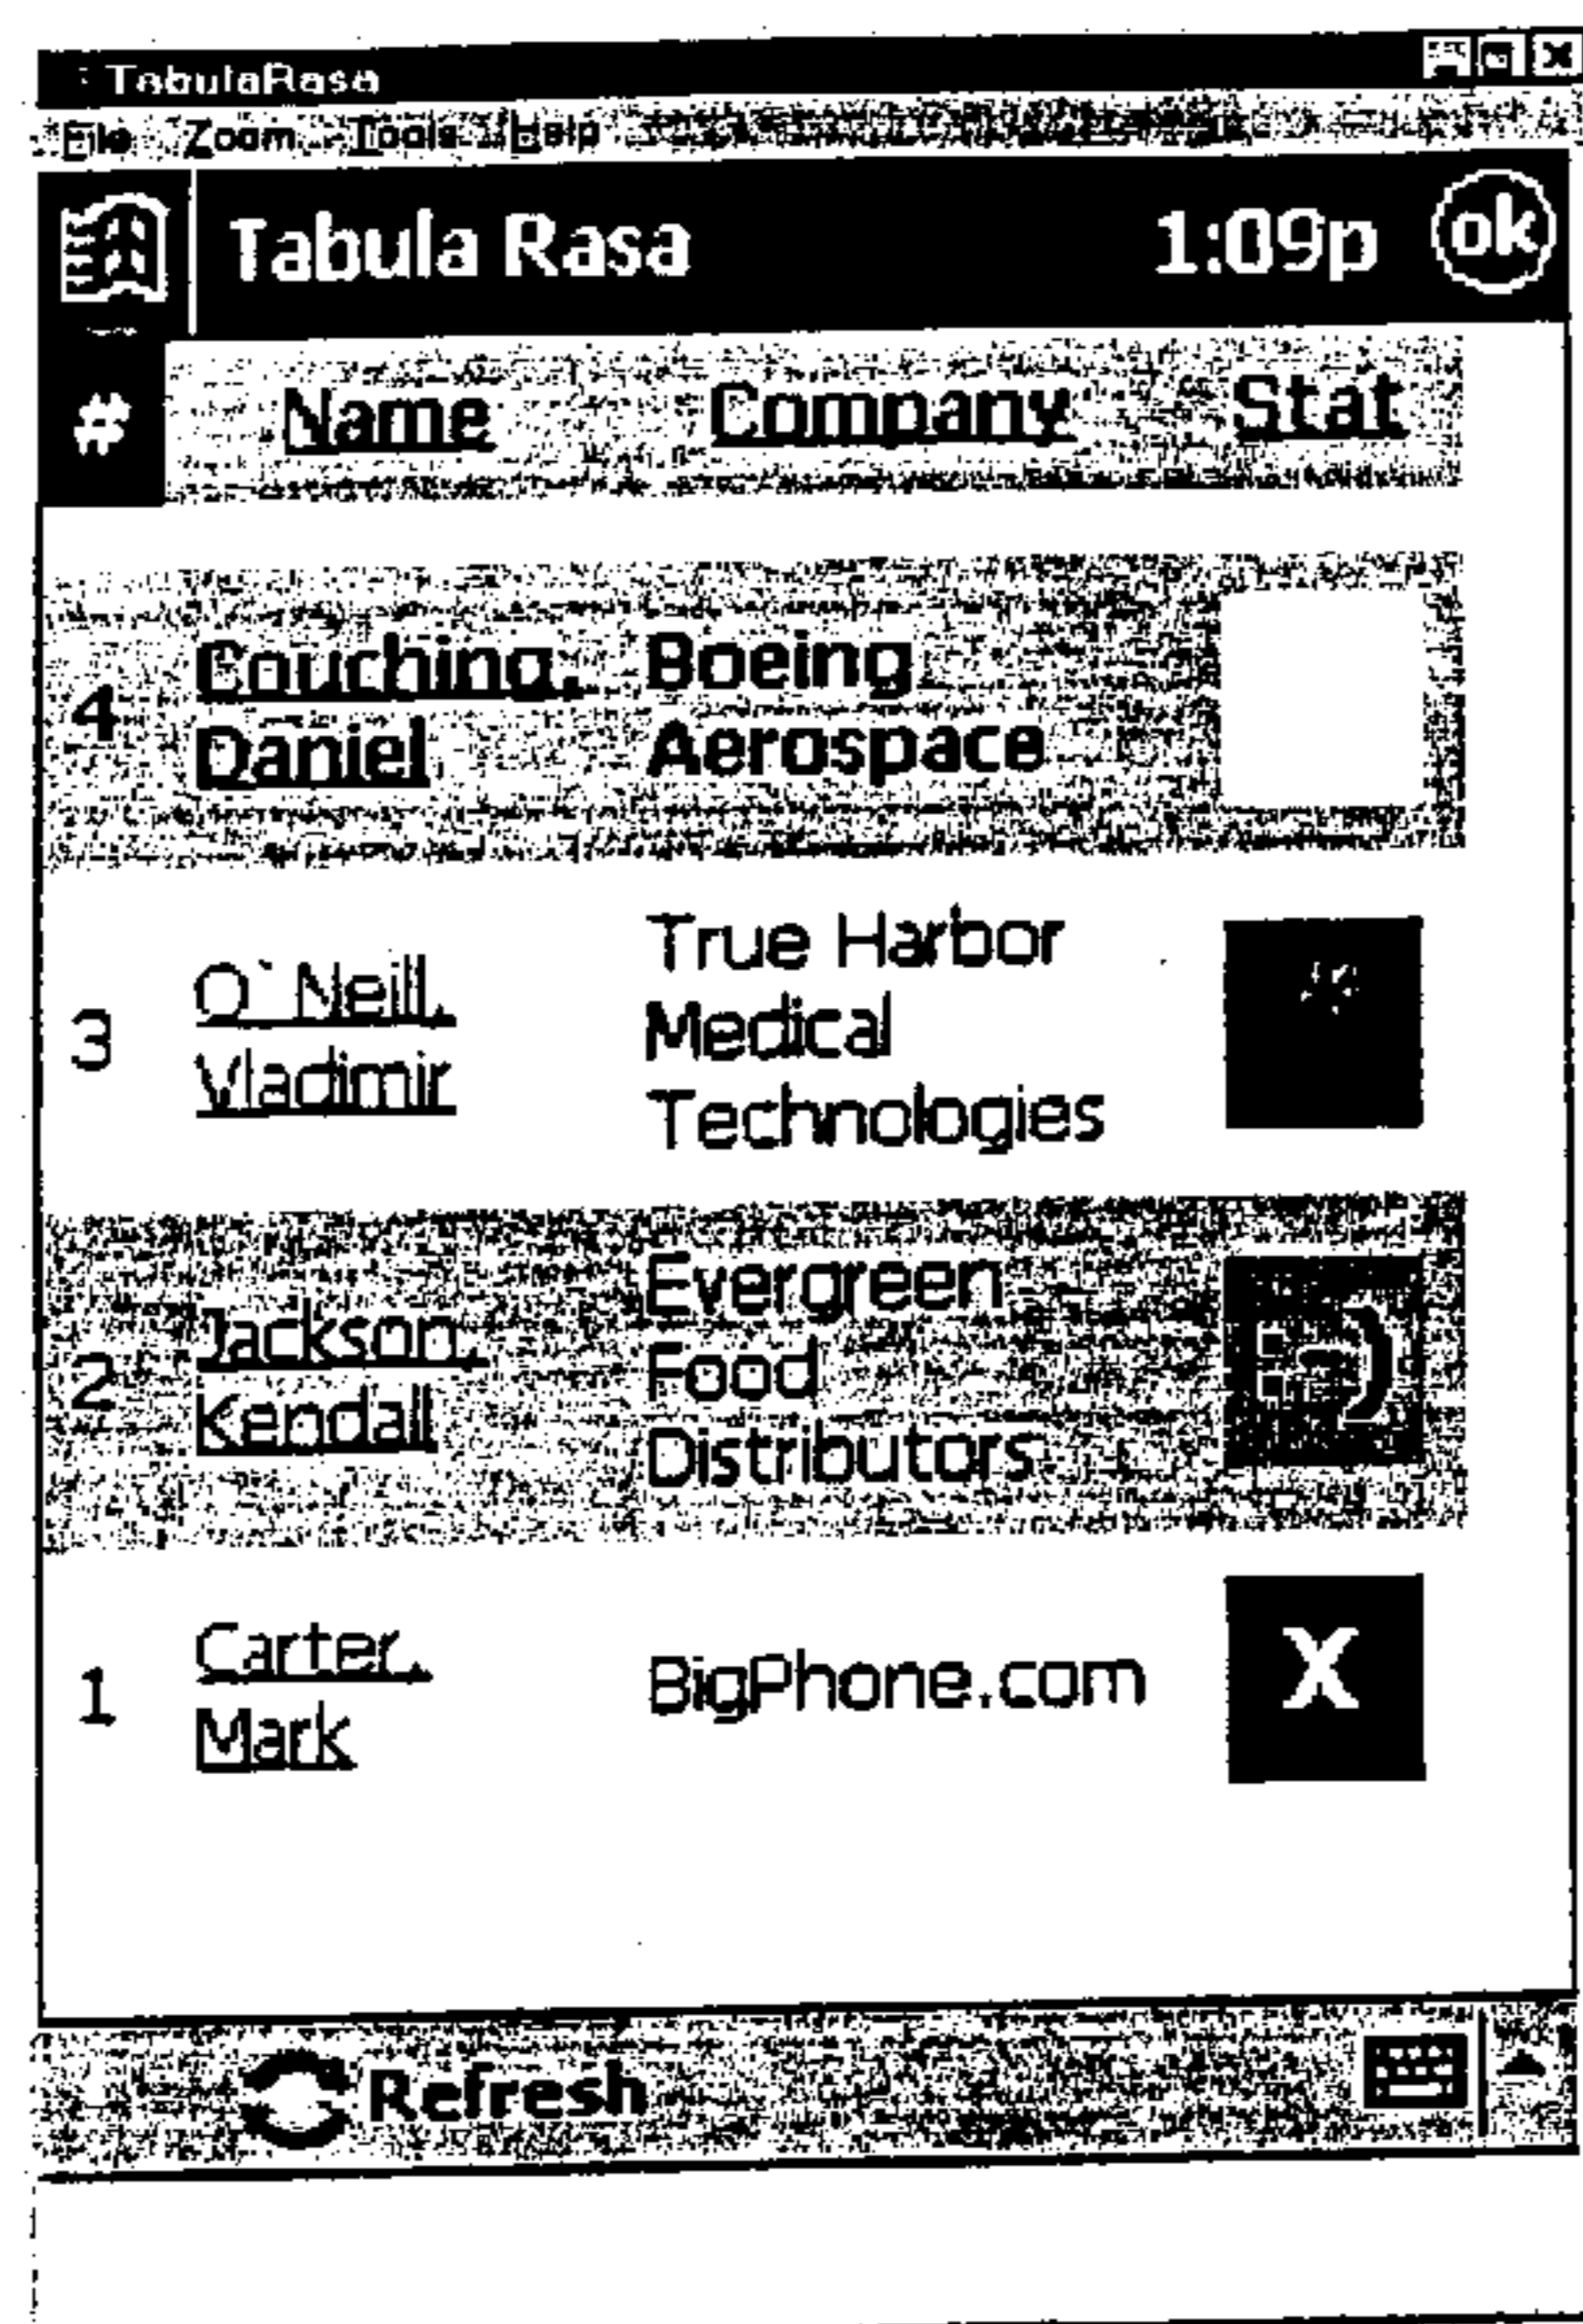 TabulaRasa
File Zoom Tools Help
Tabula Rasa 1:09p ok
# Name Company Stat
4 Couching, Daniel Boeing Aerospace
3 O`Neill, Vladimir True Harbor Medical Technologies *
2 Jackson, Kendall Evergreen Food Distributors :-)
1 Carter, Mark BigPhone.com X
Refresh